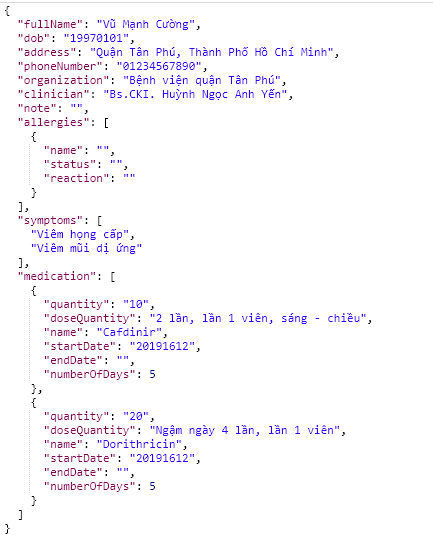 {
  "fullName": "Vũ Mạnh Cường",
  "dob": "19970101",
  "address": "Quận Tân Phú, Thành Phố Hồ Chí Minh",
  "phoneNumber": "01234567890",
  "organization": "Bệnh viện quận Tân Phú",
  "clinician": "Bs.CKI. Huỳnh Ngọc Anh Yến",
  "note": "",
  "allergies": [
    {
      "name": "",
      "status": "",
      "reaction": ""
    }
  ],
  "symptoms": [
    "Viêm họng cấp",
    "Viêm mũi dị ứng"
  ],
  "medication": [
    {
      "quantity": "10",
      "doseQuantity": "2 lần, lần 1 viên, sáng - chiều",
      "name": "Cafdinir",
      "startDate": "20191612",
      "endDate": "",
      "numberOfDays": 5
    },
    {
      "quantity": "20",
      "doseQuantity": "Ngậm ngày 4 lần, lần 1 viên",
      "name": "Dorithricin",
      "startDate": "20191612",
      "endDate": "",
      "numberOfDays": 5
    }
  ]
}